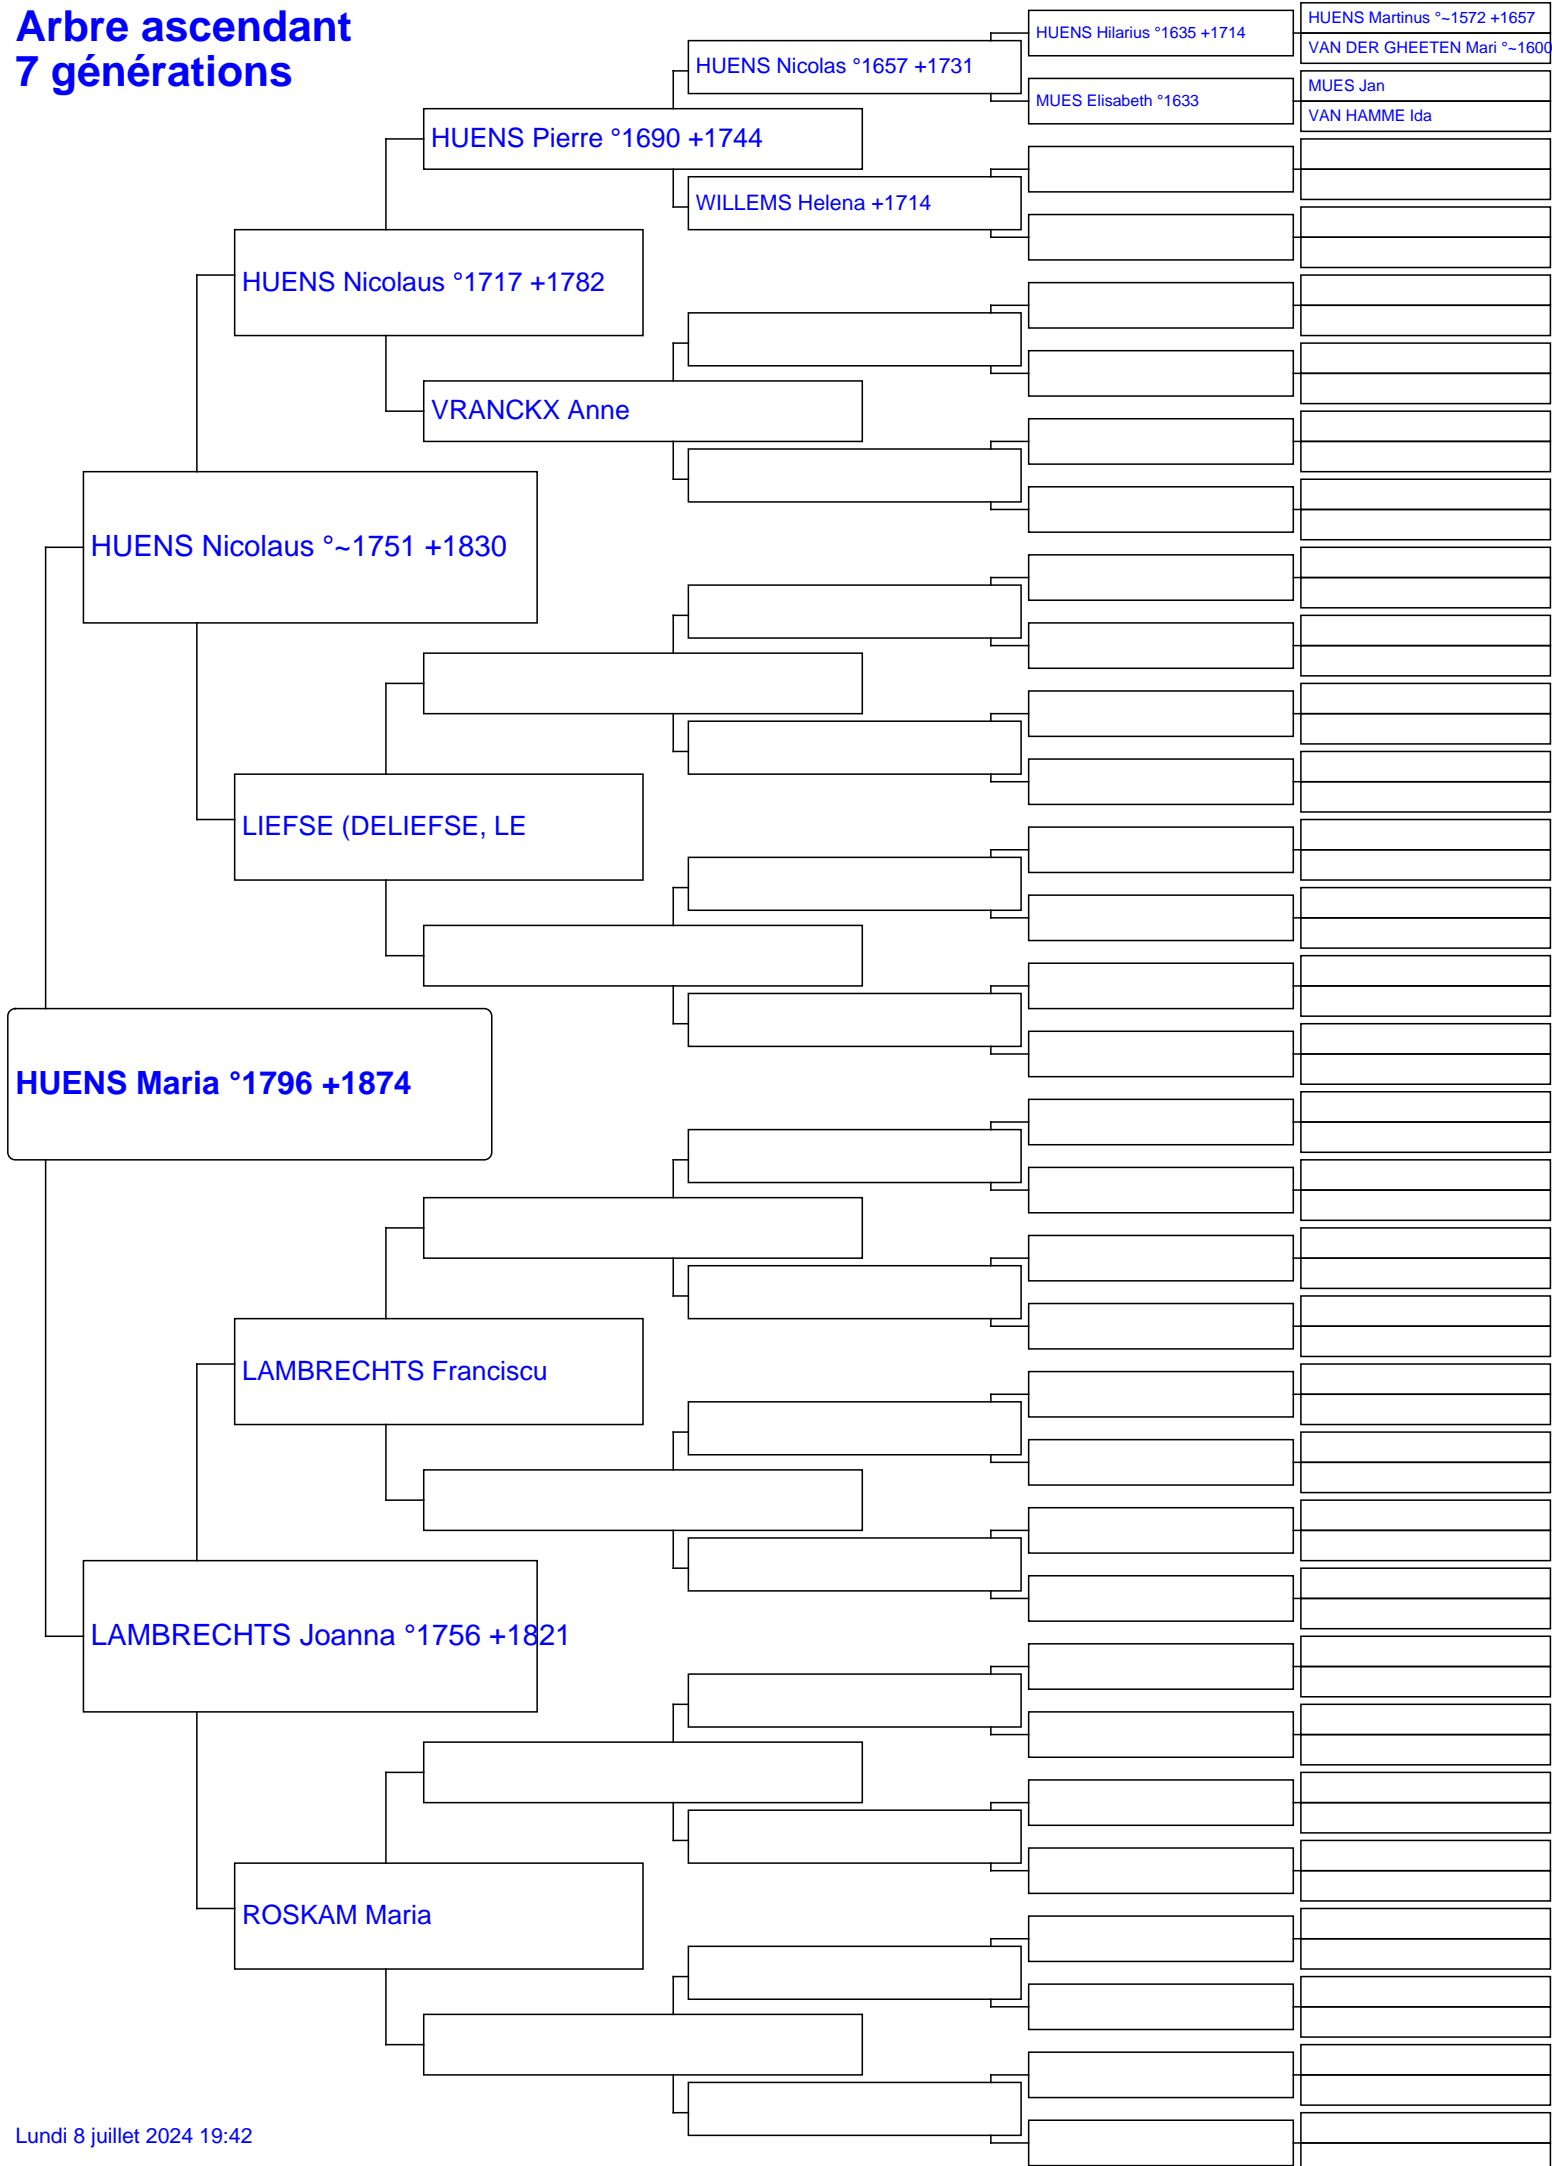 Arbre ascendant
7 générations
HUENS Martinus °~1572 +1657
HUENS Hilarius °1635 +1714
VAN DER GHEETEN Mari °~1600
HUENS Nicolas °1657 +1731
MUES Jan
MUES Elisabeth °1633
VAN HAMME Ida
HUENS Pierre °1690 +1744
WILLEMS Helena +1714
HUENS Nicolaus °1717 +1782
VRANCKX Anne
HUENS Nicolaus °~1751 +1830
LIEFSE (DELIEFSE, LE
HUENS Maria °1796 +1874
LAMBRECHTS Franciscu
LAMBRECHTS Joanna °1756 +1821
ROSKAM Maria
Lundi 8 juillet 2024 19:42